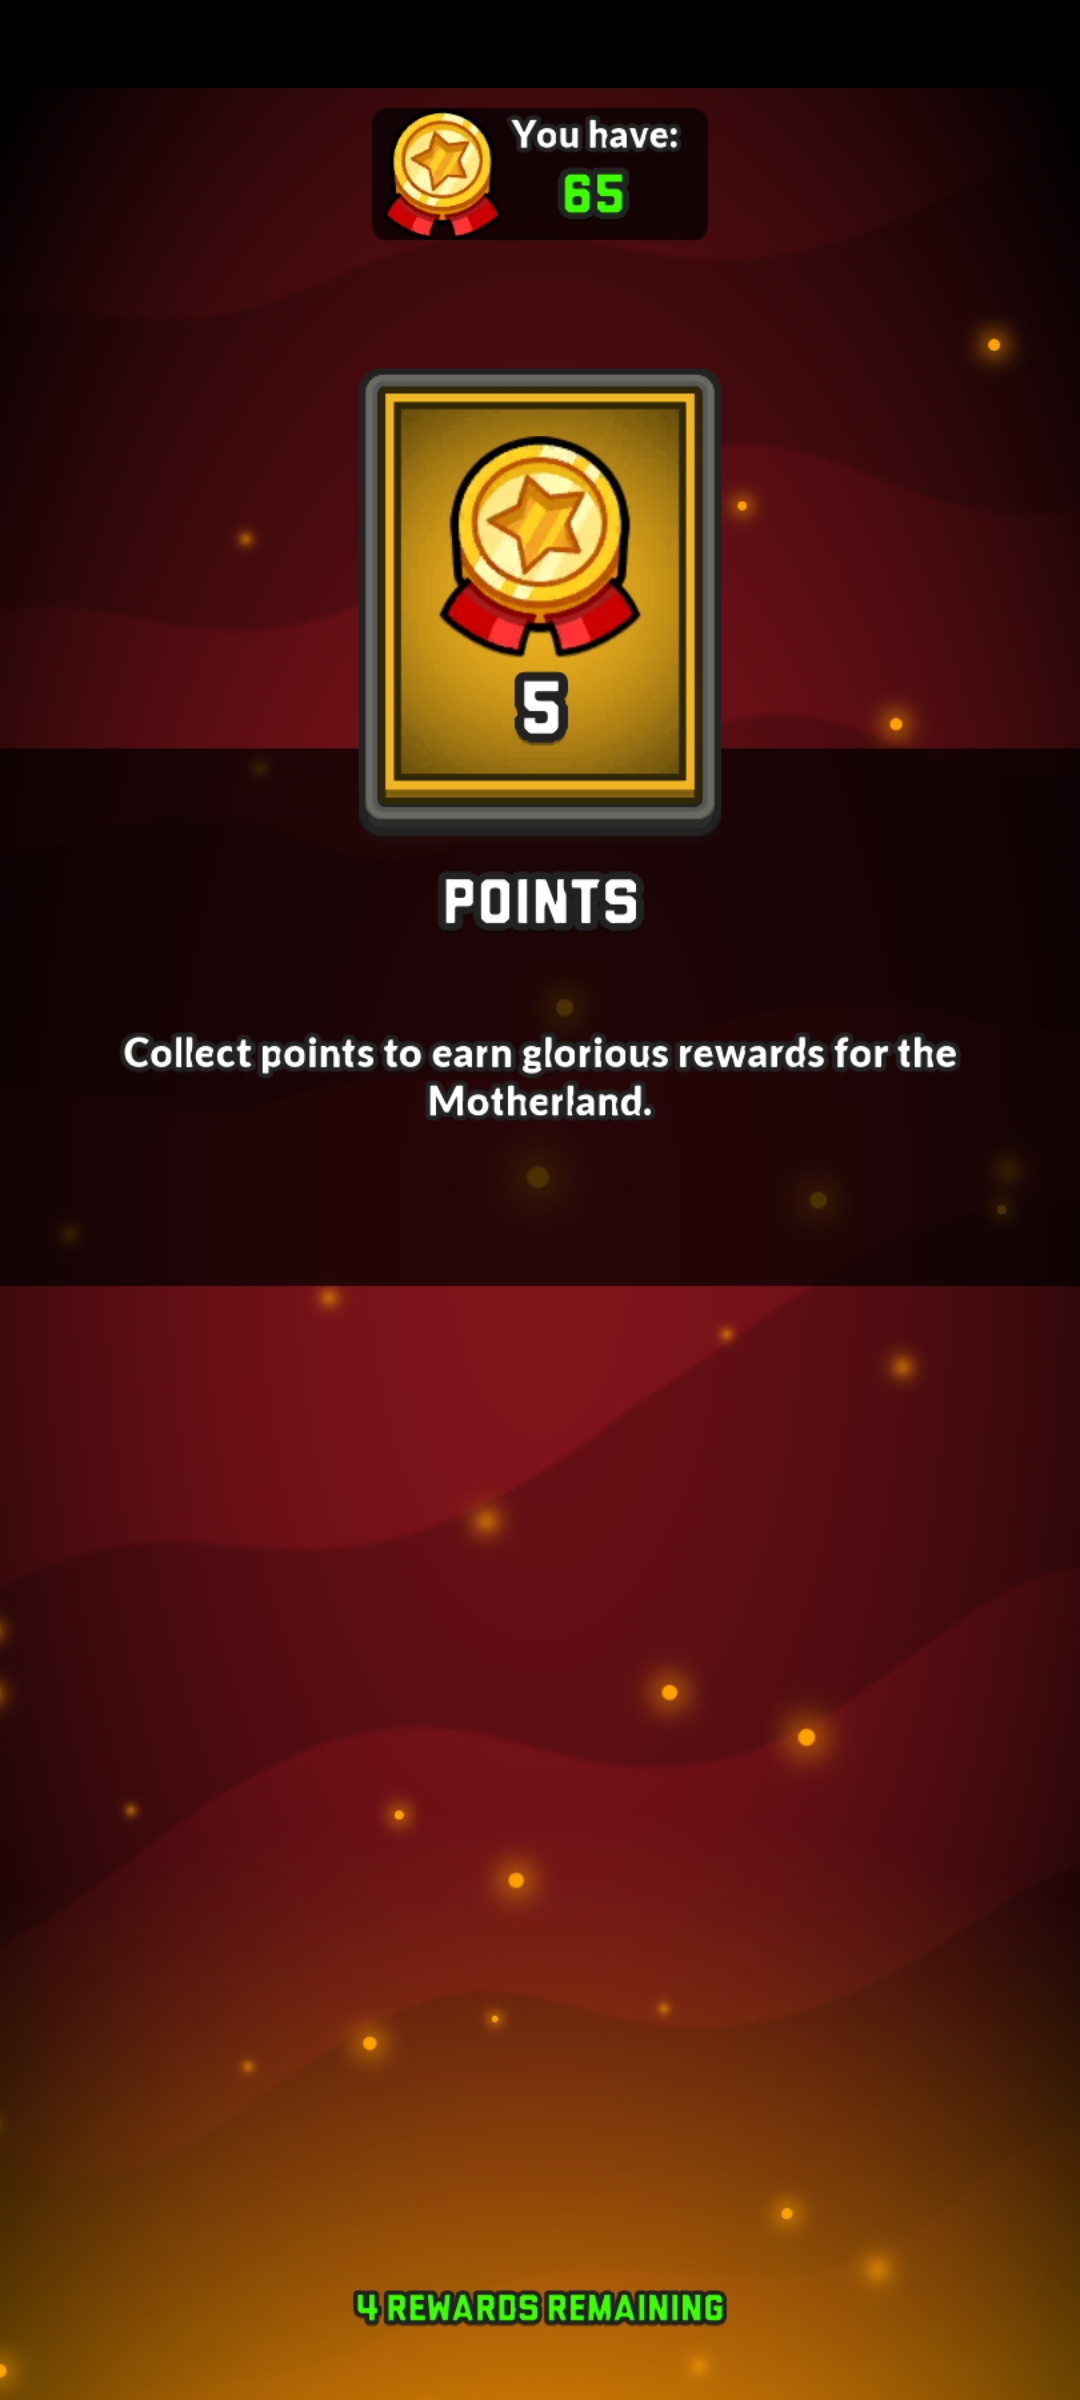 You have:
65
5
POINTS
Collect points to earn glorious rewards for the
Motherland.
4 REWARDS REMAINING